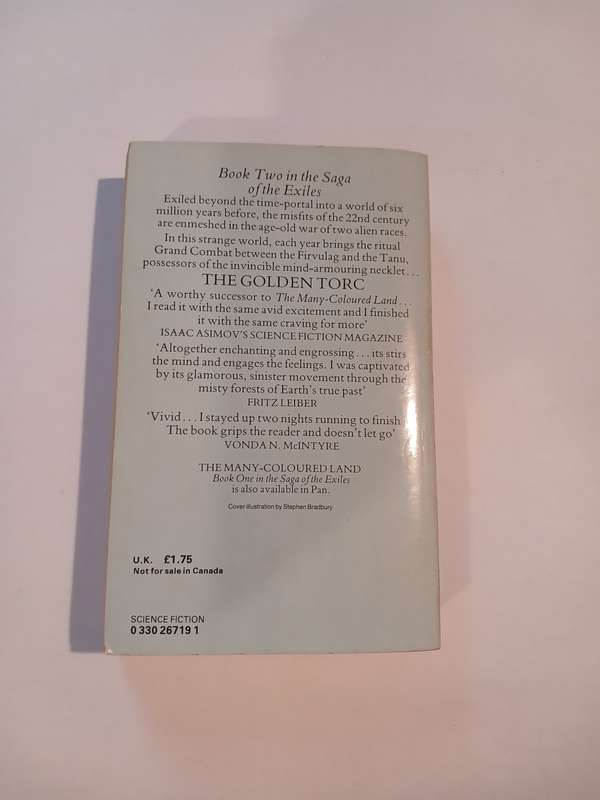 Book Two in the Saga
of the Exiles
Exiled beyond the time-portal into a world of six
million years before, the misfits of the 22nd century
are enmeshed in the age-old war of two alien races.
In this strange world, each year brings the ritual
Grand Combat between the Firvulag and the Tanu,
possessors of the invincible mind-armouring necklet...
THE GOLDEN TORC
‘A worthy successor to The Many-Coloured Land...
I read it with the same avid excitement and I finished
it with the same craving for more’
ISAAC ASIMOV'S SCIENCE FICTION MAGAZINE
‘Altogether enchanting and engrossing...its stirs
the mind and engages the feelings. I was captivated
by its glamorous, sinister movement through the
misty forests of Earth's true past’
FRITZ LEIBER
‘Vivid...I stayed up two nights running to finish
The book grips the reader and doesn't let go’
VONDA N. McINTYRE
THE MANY-COLOURED LAND
Book One in the Saga of the Exiles
is also available in Pan.
Cover illustration by Stephen Bradbury
U.K. £1.75
Not for sale in Canada
SCIENCE FICTION
0 330 26719 1